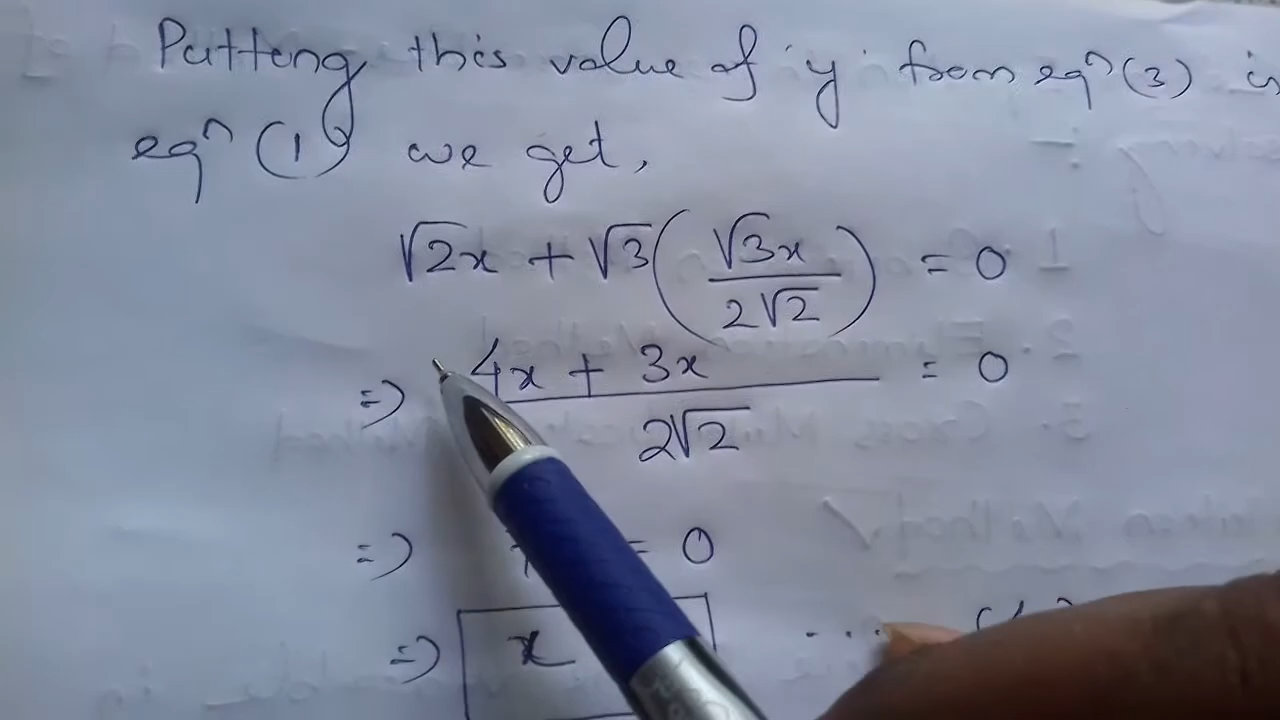 Putting this value of 'y' from eqⁿ (3) in
eqⁿ (1) we get,
√2x + √3(√3x/2√2) = 0
=> 4x + 3x/2√2 = 0
=> = 0
=> x